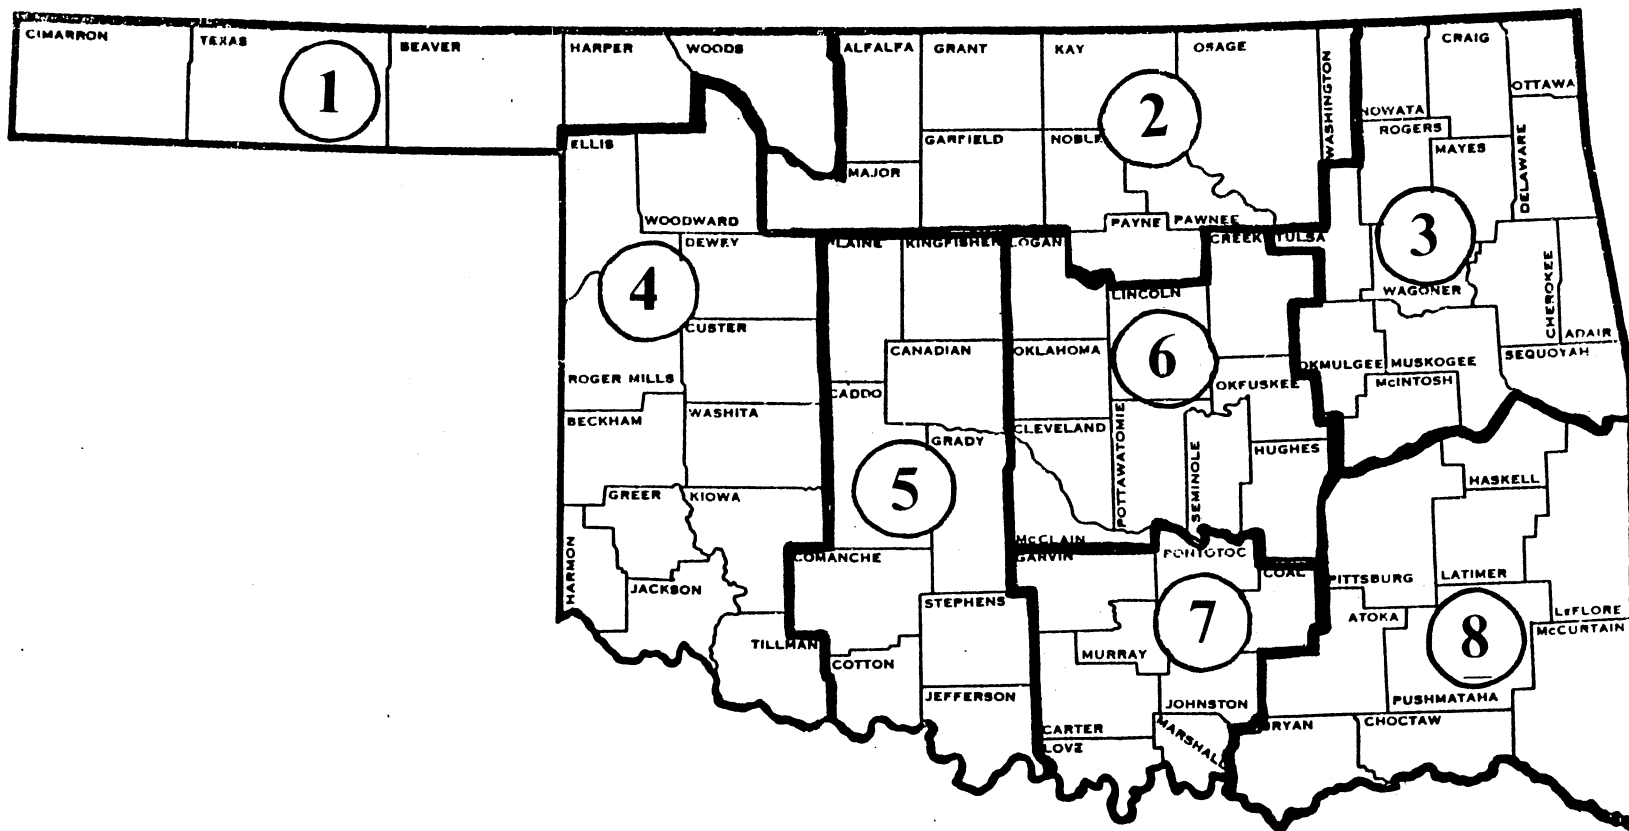 CIMARRON
TEXAS
BEAVER
HARPER
WOODS
ALFALFA
GRANT
KAY
OSAGE
WASHINGTON
CRAIG
OTTAWA
NOWATA
ROGERS
MAYES
DELAWARE
1
2
3
ELLIS
GARFIELD
NOBLE
MAJOR
WOODWARD
PAYNE
PAWNEE
DEWEY
LAINE
KINGFISHER
LOGAN
CREEK
TULSA
4
LINCOLN
WAGONER
CHEROKEE
ADAIR
CUSTER
CANADIAN
OKLAHOMA
6
OKMULGEE
MUSKOGEE
SEQUOYAH
ROGER MILLS
CADDO
OKFUSKEE
McINTOSH
BECKHAM
WASHITA
GRADY
CLEVELAND
POTTAWATOMIE
SEMINOLE
HUGHES
5
HASKELL
GREER
KIOWA
McCLAIN
HARMON
COMANCHE
GARVIN
PONTOTOC
COAL
PITTSBURG
LATIMER
JACKSON
STEPHENS
7
ATOKA
LEFLORE
McCURTAIN
8
TILLMAN
COTTON
MURRAY
JEFFERSON
JOHNSTON
PUSHMATAHA
CARTER
LOVE
MARSHALL
BRYAN
CHOCTAW